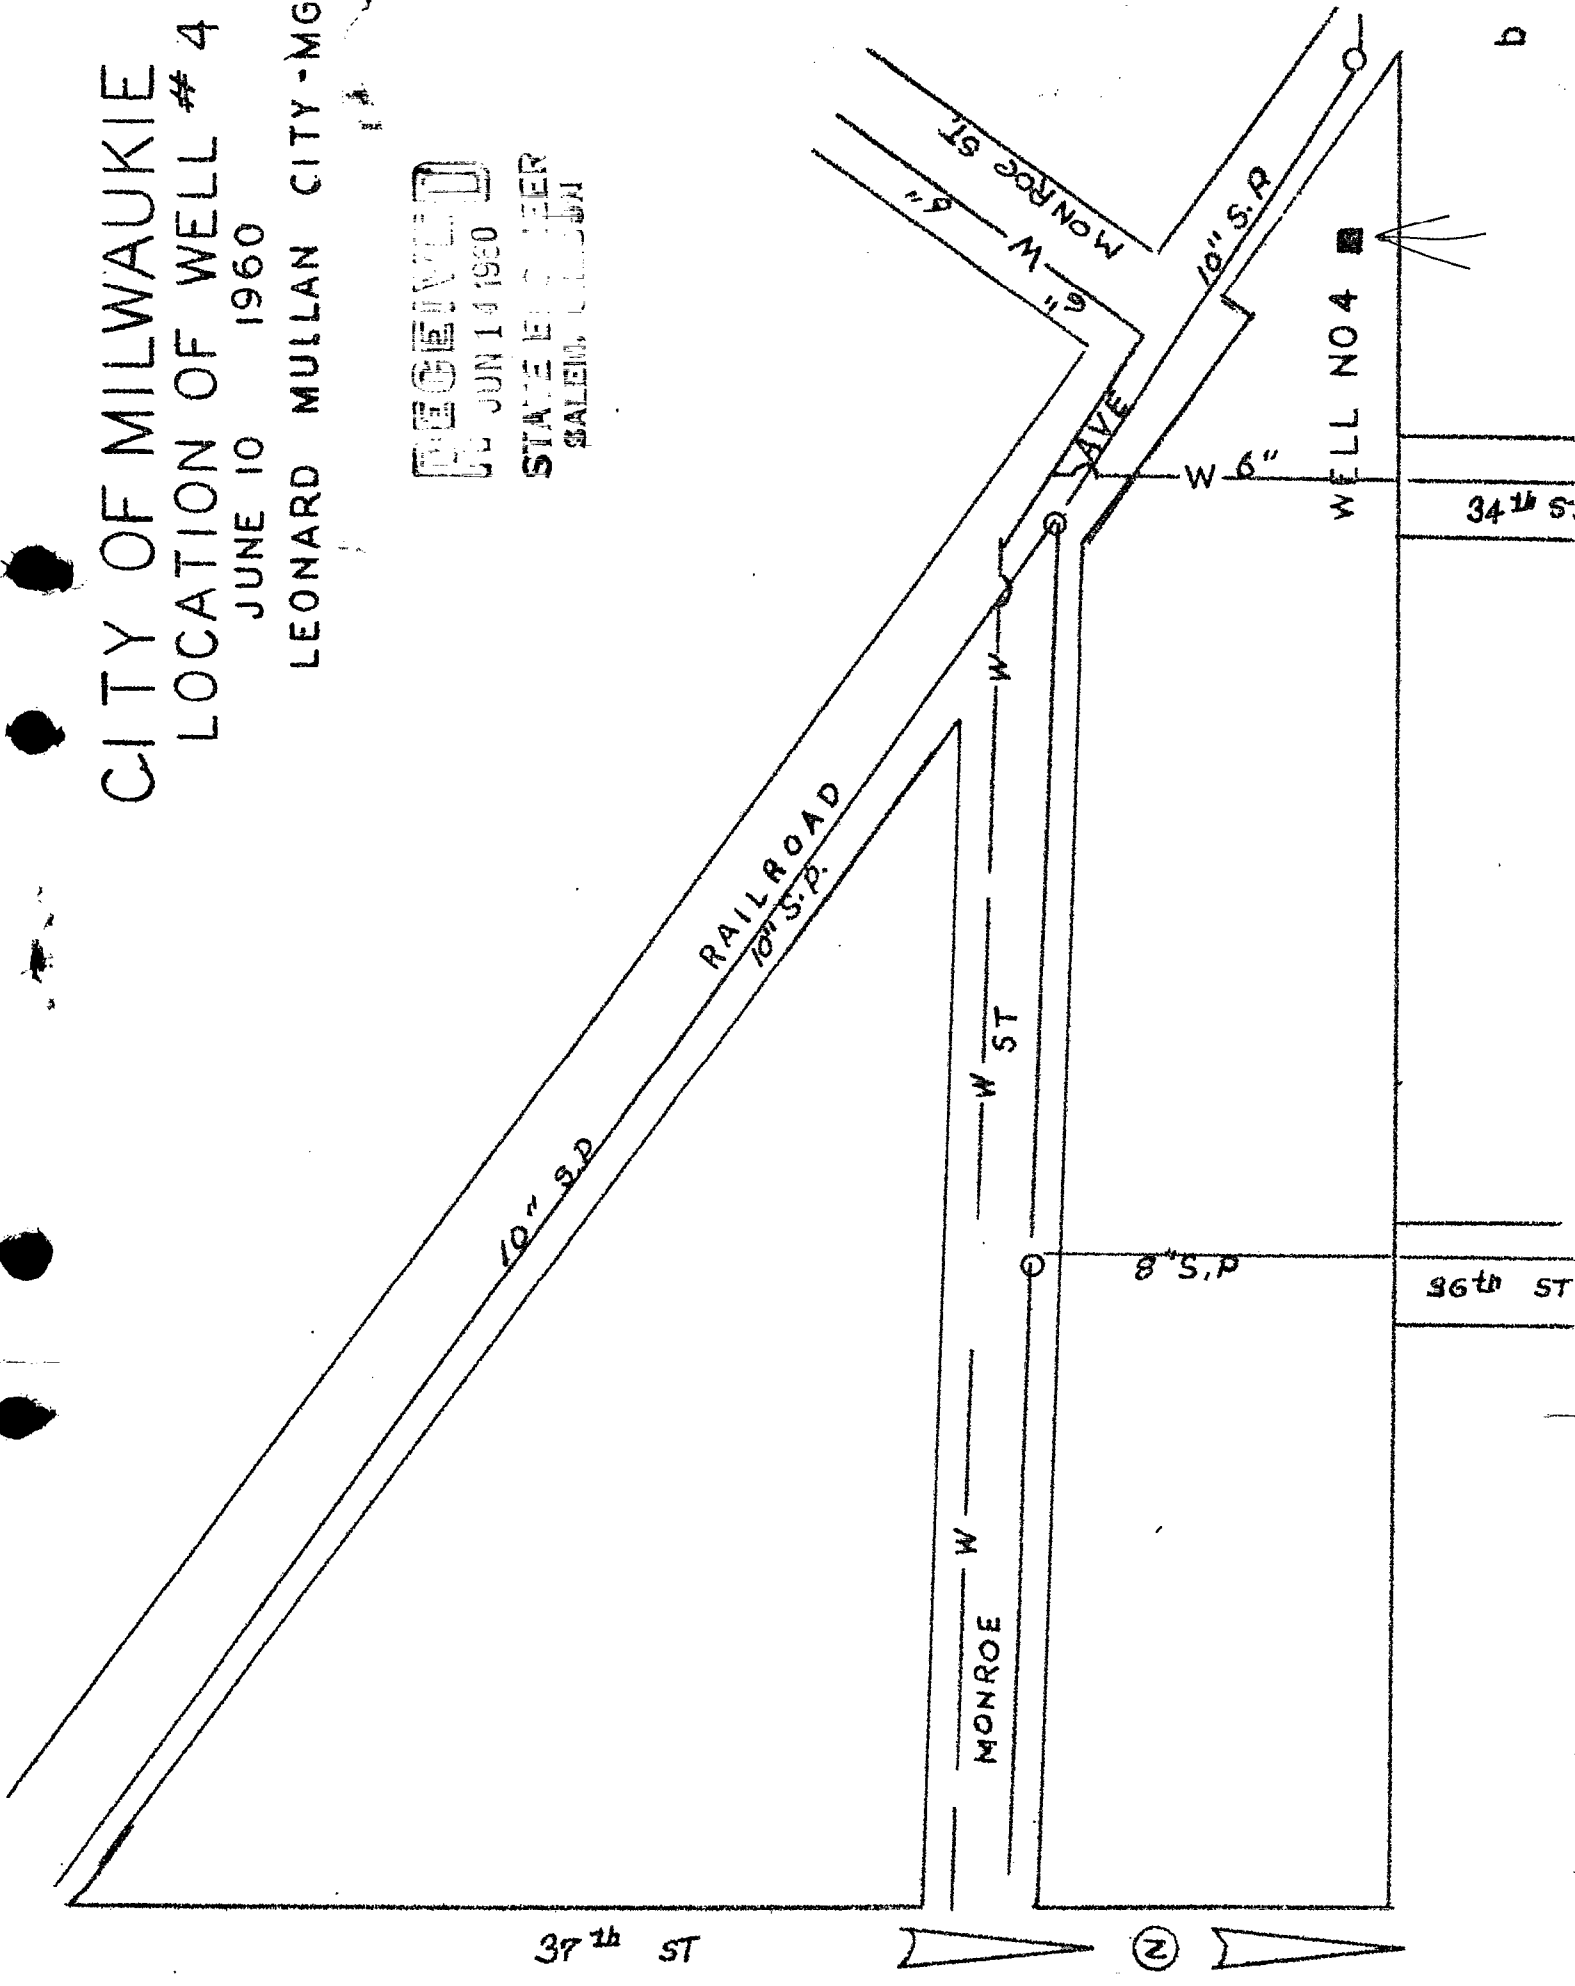 CITY OF MILWAUKIE
LOCATION OF WELL # 4
JUNE 10 1960
LEONARD MULLAN CITY-MG
RECEIVED
JUN 14 1960
STATE
SALEM,
MONROE ST.
6"
W
6"
10" S.P
AVE
W 6"
WELL NO 4
34th ST
W
RAILROAD
10" S.P.
10" S.P
W
ST
8" S.P
36th ST
W
MONROE
37th ST
N
b